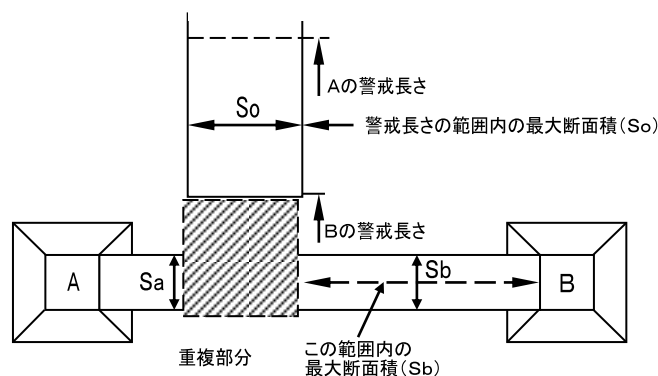 Aの警戒長さ
So
警戒長さの範囲内の最大断面積(So)
Bの警戒長さ
A
Sa
Sb
B
重複部分
この範囲内の
最大断面積(Sb)